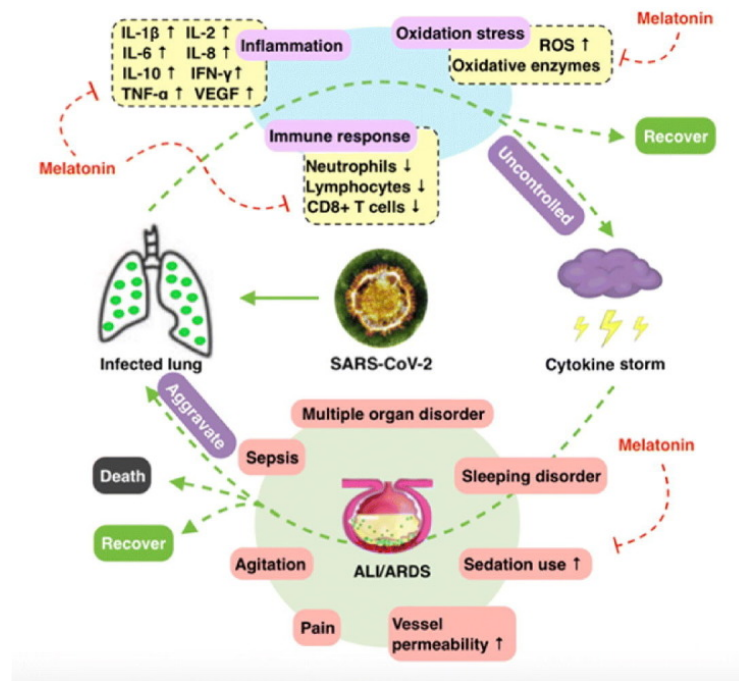 Melatonin
IL-1β ↑ IL-2 ↑
IL-6 ↑ IL-8 ↑
IL-10 ↑ IFN-γ↑
TNF-α ↑ VEGF ↑
Inflammation
Oxidation stress
ROS ↑
Oxidative enzymes
Immune response
Neutrophils ↓
Lymphocytes ↓
CD8+ T cells ↓
Recover
Melatonin
Uncontrolled
Infected lung
SARS-CoV-2
Cytokine storm
Aggravate
Multiple organ disorder
Melatonin
Sepsis
Sleeping disorder
Death
Recover
Agitation
ALI/ARDS
Sedation use ↑
Pain
Vessel
permeability ↑